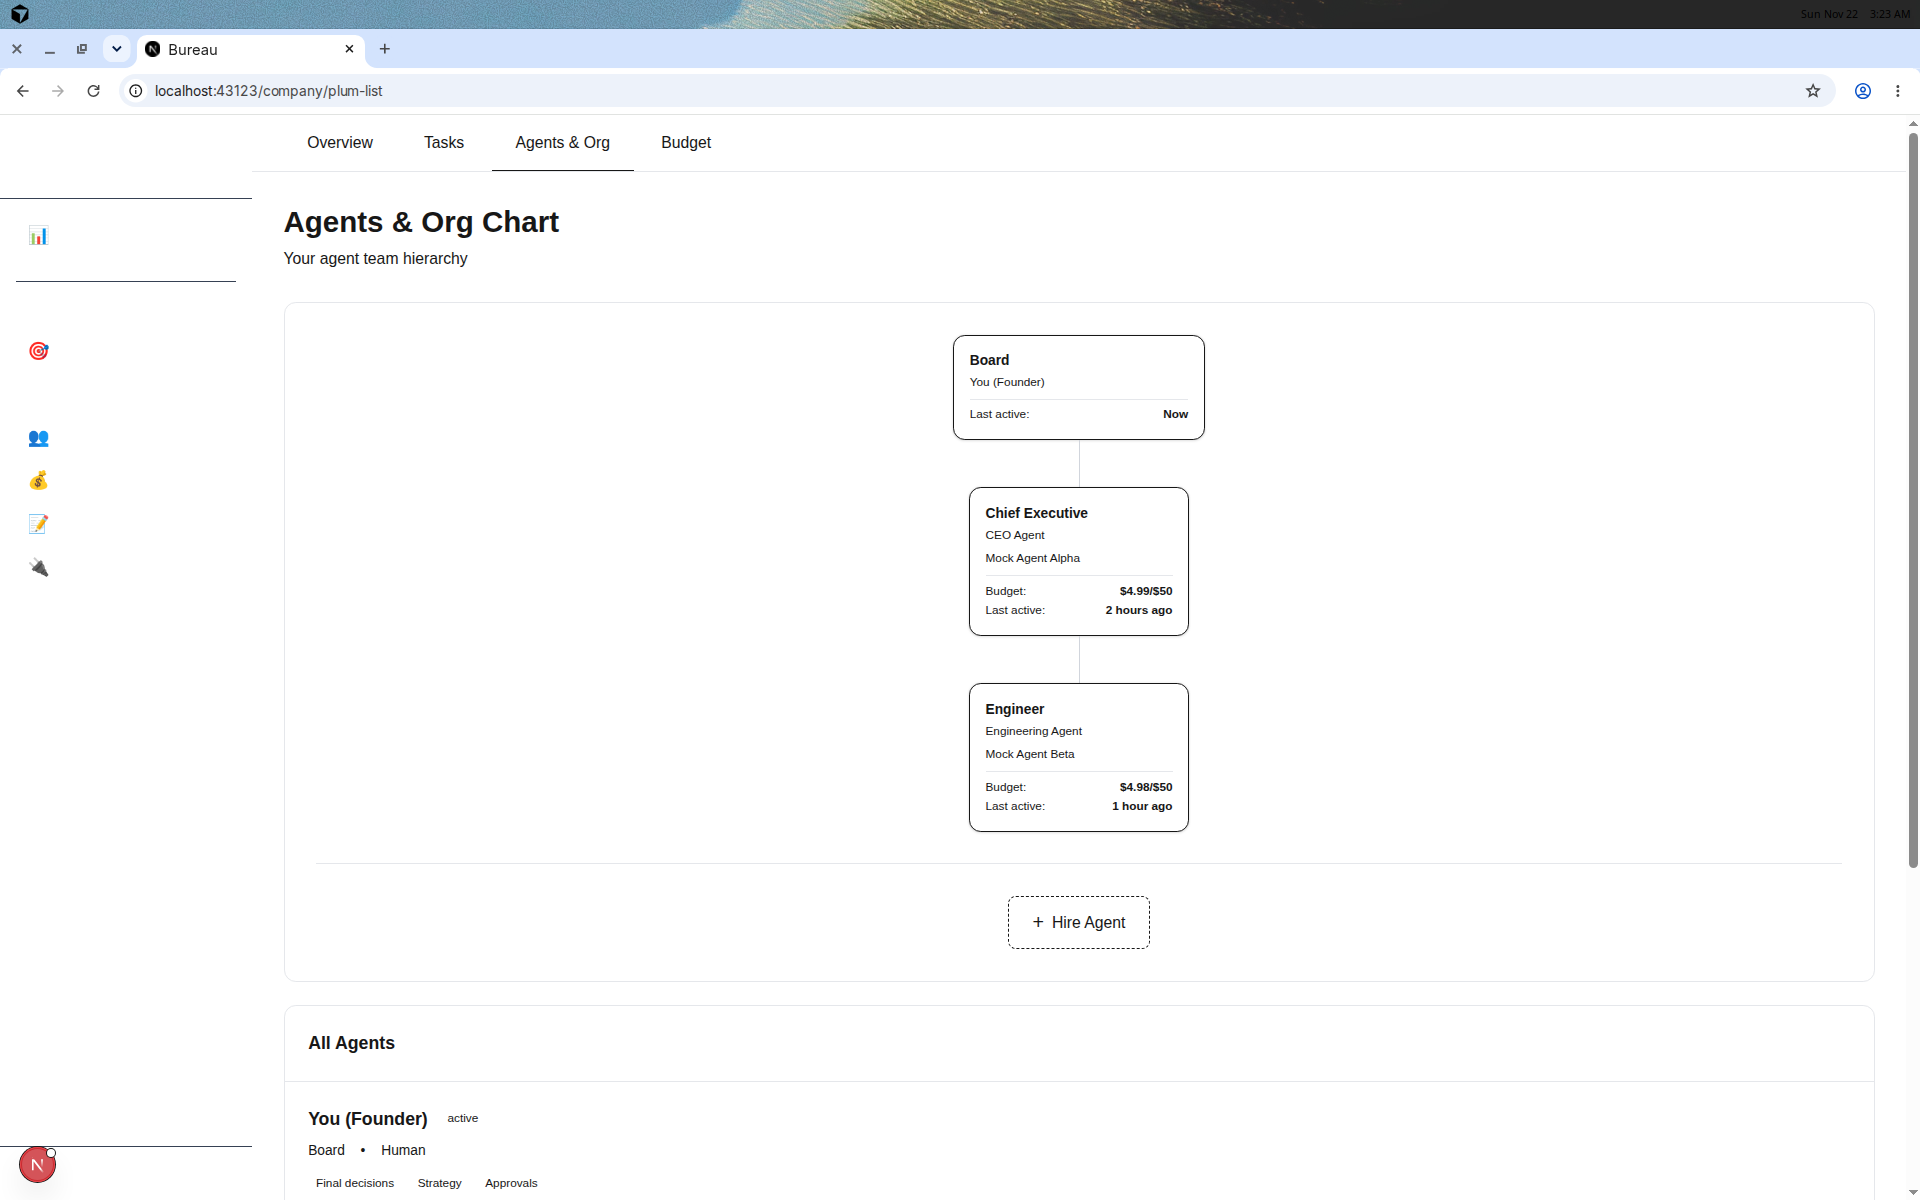 Sun Nov 22 3:23 AM
Bureau
localhost:43123/company/plum-list
Overview Tasks Agents & Org Budget
Agents & Org Chart
Your agent team hierarchy
Board
You (Founder)
Last active: Now
Chief Executive
CEO Agent
Mock Agent Alpha
Budget: $4.99/$50
Last active: 2 hours ago
Engineer
Engineering Agent
Mock Agent Beta
Budget: $4.98/$50
Last active: 1 hour ago
+ Hire Agent
All Agents
You (Founder) active
Board • Human
Final decisions Strategy Approvals